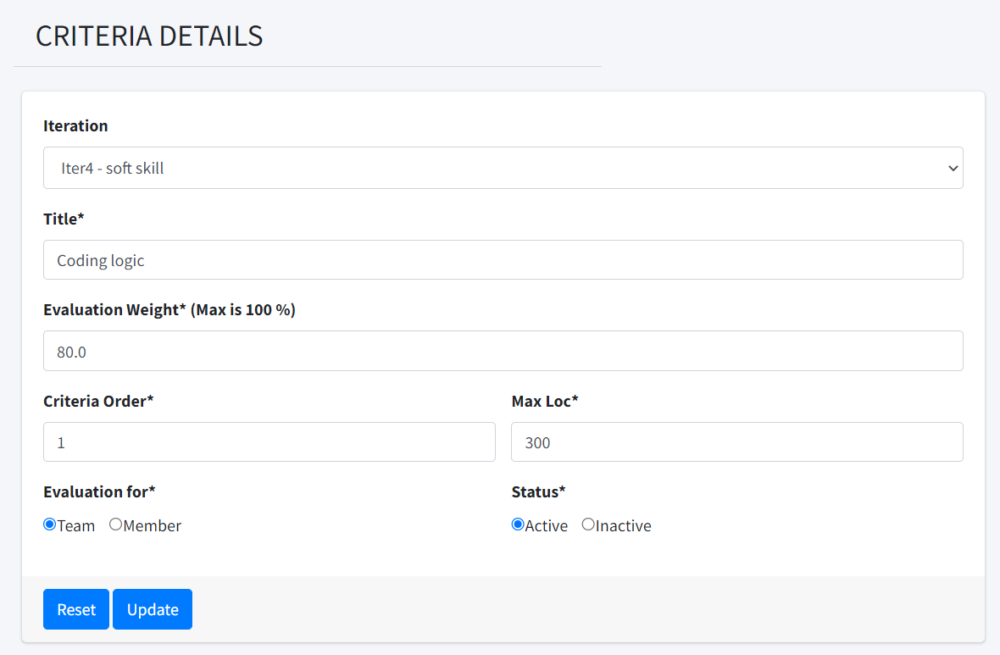 CRITERIA DETAILS
Iteration
Iter4 - soft skill
Title*
Coding logic
Evaluation Weight* (Max is 100 %)
80.0
Criteria Order* Max Loc*
1 300
Evaluation for* Status*
Team Member Active Inactive
Reset Update